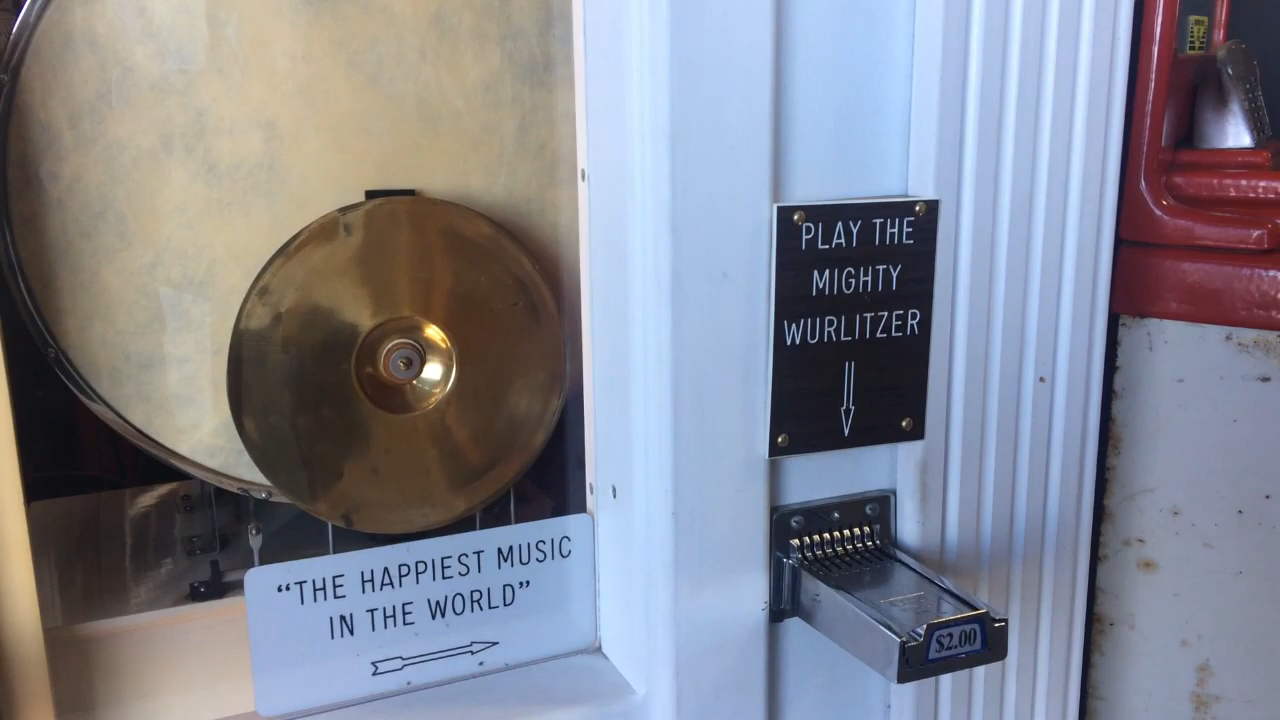 PLAY THE
MIGHTY
WURLITZER
“THE HAPPIEST MUSIC
IN THE WORLD”
$2.00